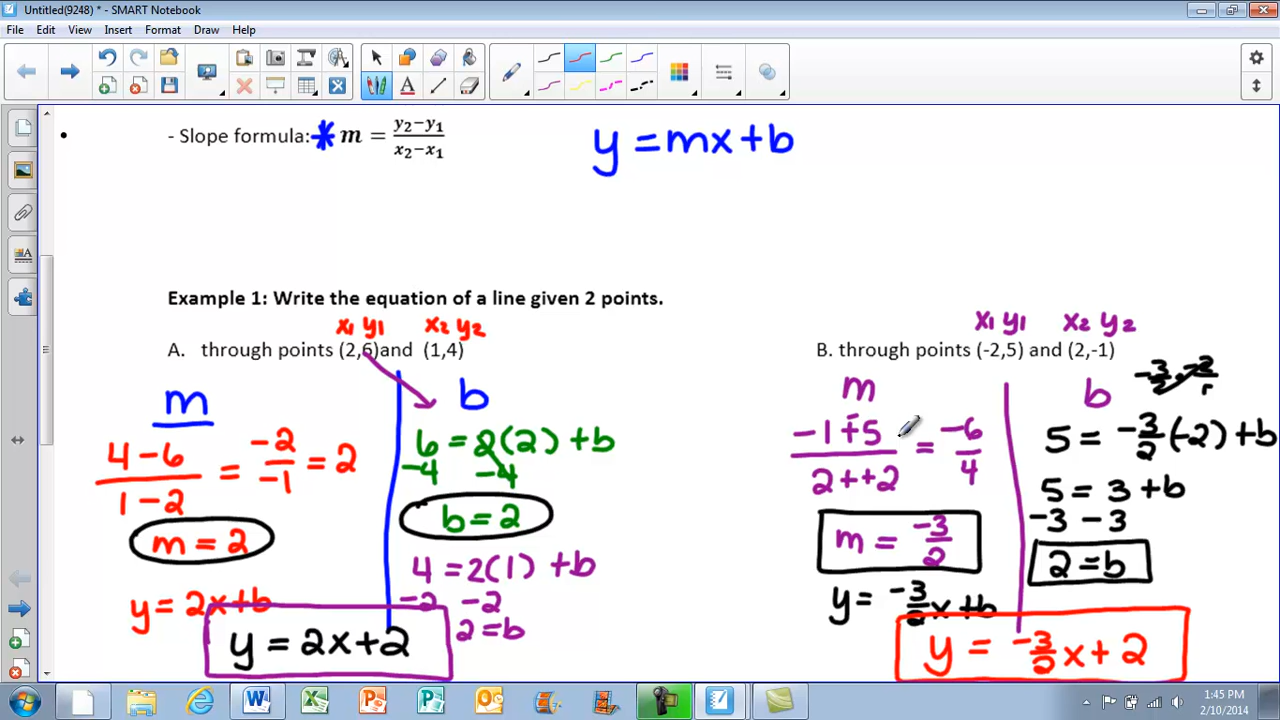 Untitled(9248) * - SMART Notebook
File Edit View Insert Format Draw Help
- Slope formula: * m = y₂−y₁ / x₂−x₁
y = mx + b
Example 1: Write the equation of a line given 2 points.
x₁ y₁ x₂ y₂
A. through points (2,6)and (1,4)
m
4 − 6 / 1 − 2 = −2 / −1 = 2
m = 2
y = 2x+b
b
6 = 2(2) + b
−4 −4
b = 2
4 = 2(1) + b
−2 −2
2 = b
y = 2x + 2
x₁ y₁ x₂ y₂
B. through points (-2,5) and (2,-1)
m
−1 +− 5 / 2 + +2 = −6 / 4
m = −3 / 2
y = −3/2 x + b
b
5 = −3/2 (−2) + b
5 = 3 + b
−3 − 3
2 = b
y = −3/2 x + 2
1:45 PM
2/10/2014